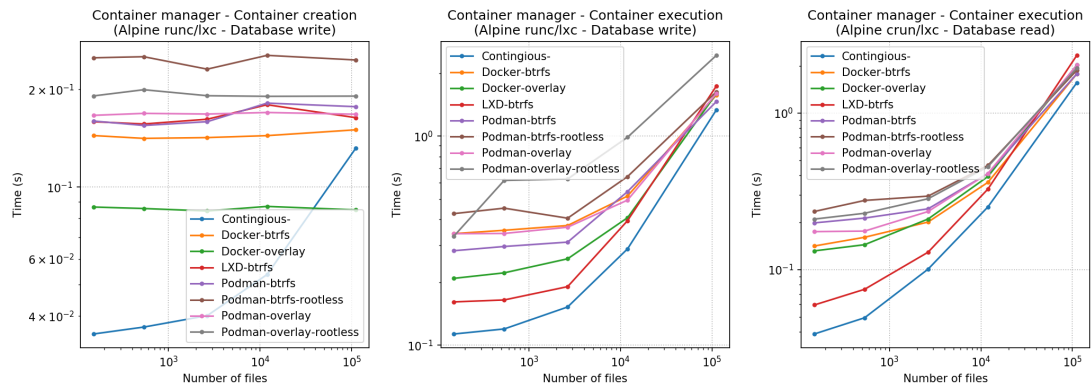 Container manager - Container creation
(Alpine runc/lxc - Database write)
Time (s)
2 × 10⁻¹
10⁻¹
6 × 10⁻²
4 × 10⁻²
Contingious-
Docker-btrfs
Docker-overlay
LXD-btrfs
Podman-btrfs
Podman-btrfs-rootless
Podman-overlay
Podman-overlay-rootless
10³
10⁴
10⁵
Number of files
Container manager - Container execution
(Alpine runc/lxc - Database write)
Time (s)
10⁰
10⁻¹
Contingious-
Docker-btrfs
Docker-overlay
LXD-btrfs
Podman-btrfs
Podman-btrfs-rootless
Podman-overlay
Podman-overlay-rootless
10³
10⁴
10⁵
Number of files
Container manager - Container execution
(Alpine crun/lxc - Database read)
Time (s)
10⁰
10⁻¹
Contingious-
Docker-btrfs
Docker-overlay
LXD-btrfs
Podman-btrfs
Podman-btrfs-rootless
Podman-overlay
Podman-overlay-rootless
10³
10⁴
10⁵
Number of files